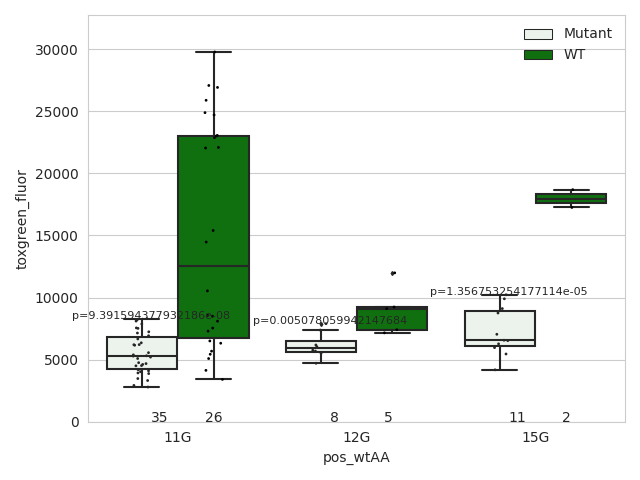 Mutant
WT
30000
25000
20000
15000
10000
5000
0
toxgreen_fluor
p=9.391594377932186e-08
p=0.005078059942147684
p=1.356753254177114e-05
35 26 8 5 11 2
11G 12G 15G
pos_wtAA